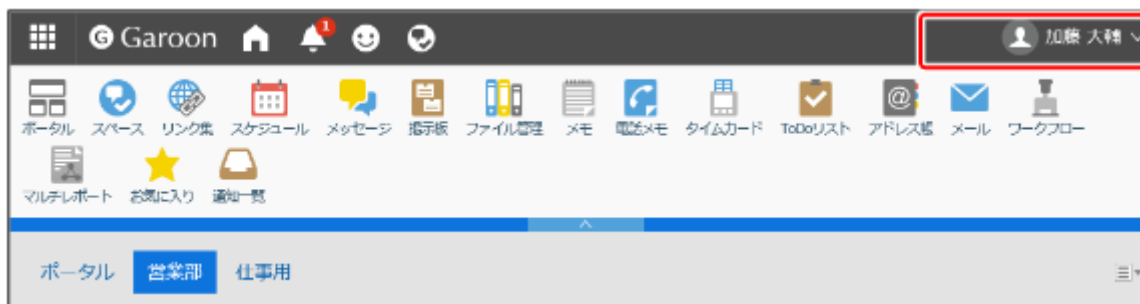 G Garoon 1 加藤 大輔
ポータル スペース リンク集 スケジュール メッセージ 掲示板 ファイル管理 メモ 電話メモ タイムカード ToDoリスト アドレス帳 メール ワークフロー
マルチレポート お気に入り 通知一覧
ポータル 営業部 仕事用